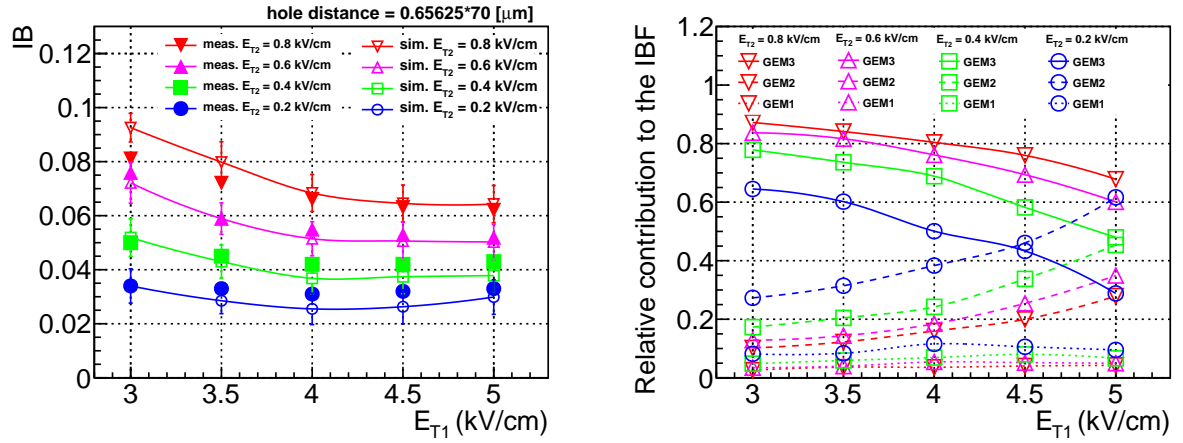 hole distance = 0.65625*70 [μm]
IB
0.12
0.1
0.08
0.06
0.04
0.02
0
meas. E_T2 = 0.8 kV/cm
meas. E_T2 = 0.6 kV/cm
meas. E_T2 = 0.4 kV/cm
meas. E_T2 = 0.2 kV/cm
sim. E_T2 = 0.8 kV/cm
sim. E_T2 = 0.6 kV/cm
sim. E_T2 = 0.4 kV/cm
sim. E_T2 = 0.2 kV/cm
3 3.5 4 4.5 5
E_T1 (kV/cm)
Relative contribution to the IBF
1.2
1
0.8
0.6
0.4
0.2
0
E_T2 = 0.8 kV/cm
GEM3
GEM2
GEM1
E_T2 = 0.6 kV/cm
GEM3
GEM2
GEM1
E_T2 = 0.4 kV/cm
GEM3
GEM2
GEM1
E_T2 = 0.2 kV/cm
GEM3
GEM2
GEM1
3 3.5 4 4.5 5
E_T1 (kV/cm)